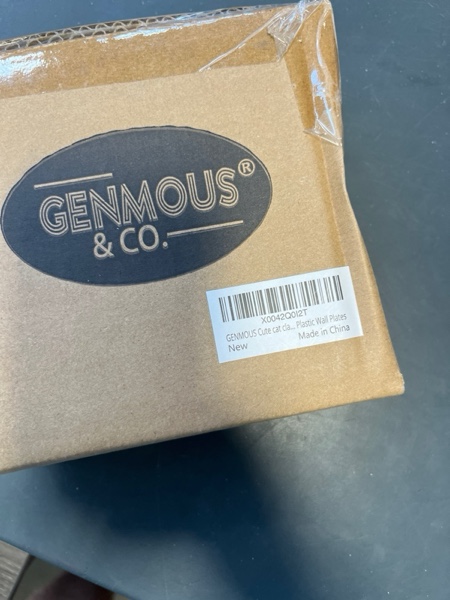 GENMOUS®
& CO.
X0042Q0I2T
GENMOUS Cute cat cla... Plastic Wall Plates
New Made in China